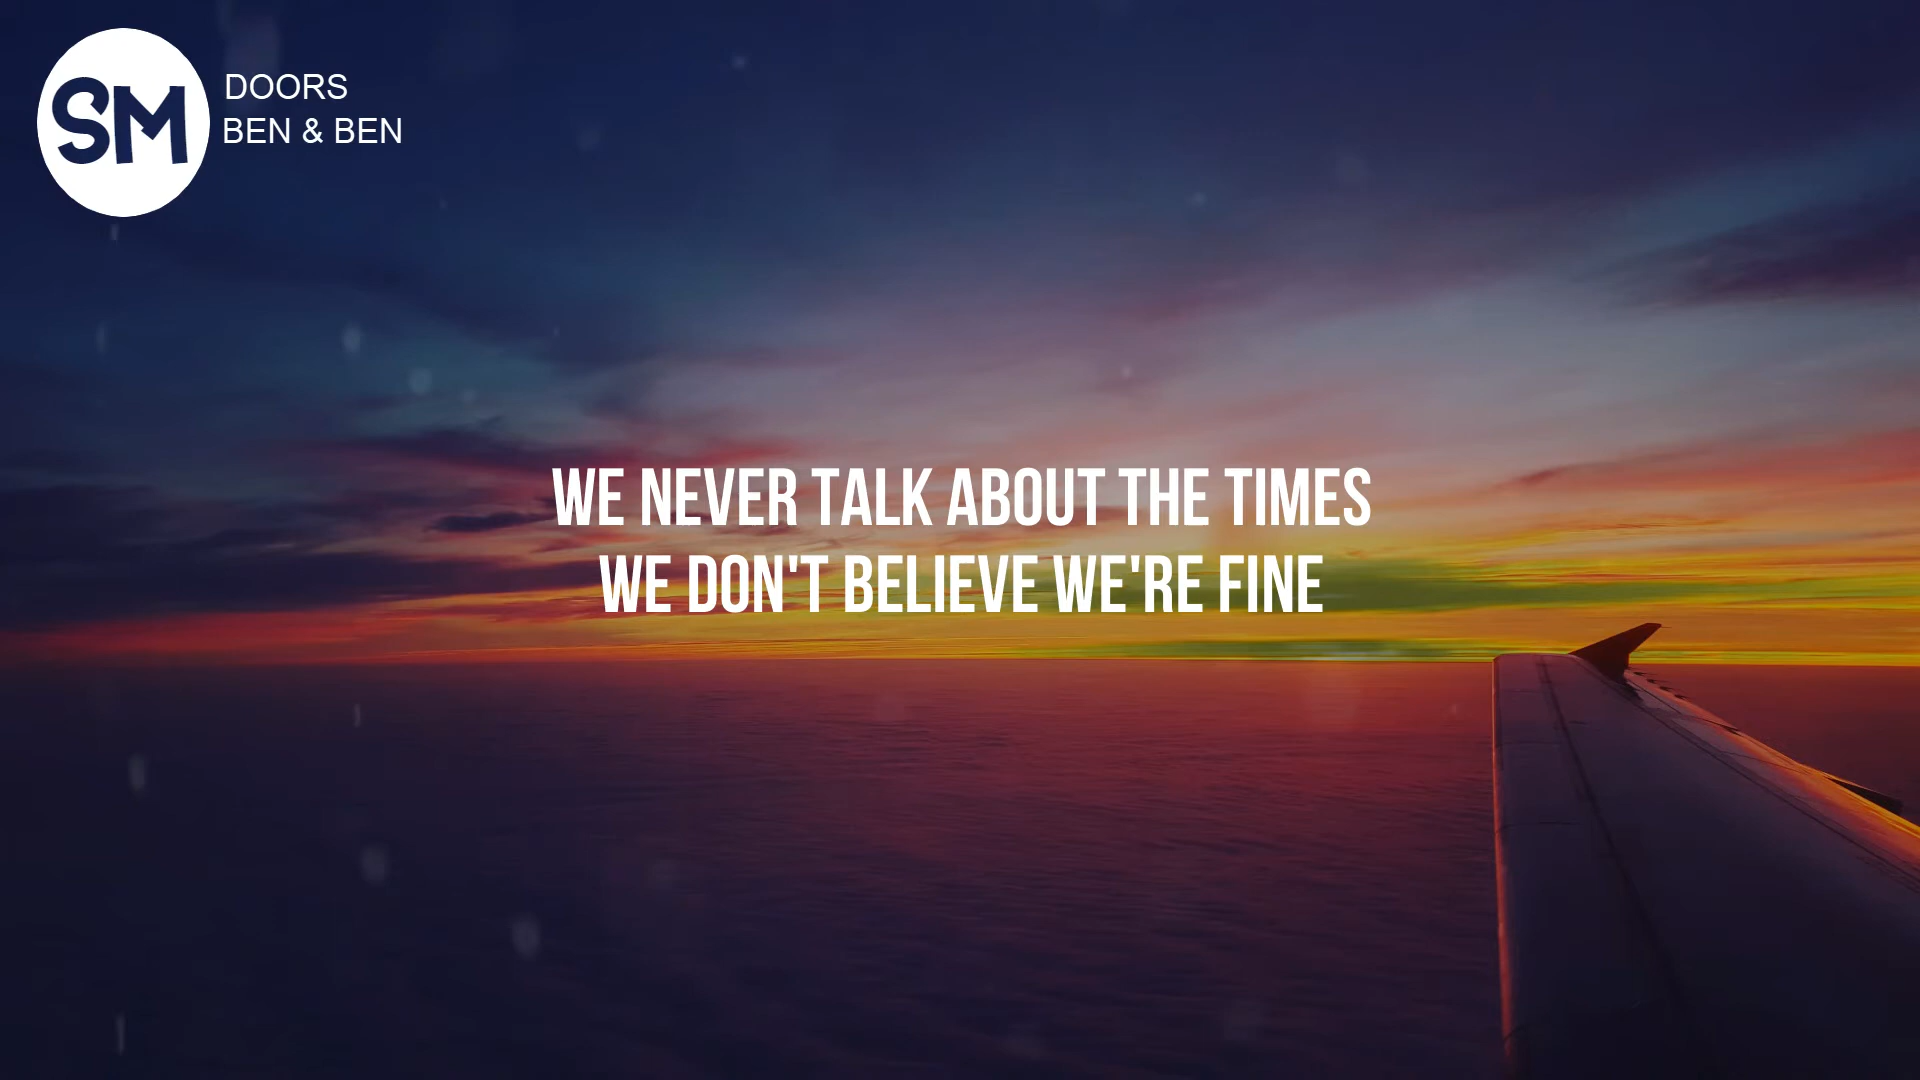 SM
DOORS
BEN & BEN
WE NEVER TALK ABOUT THE TIMES
WE DON'T BELIEVE WE'RE FINE